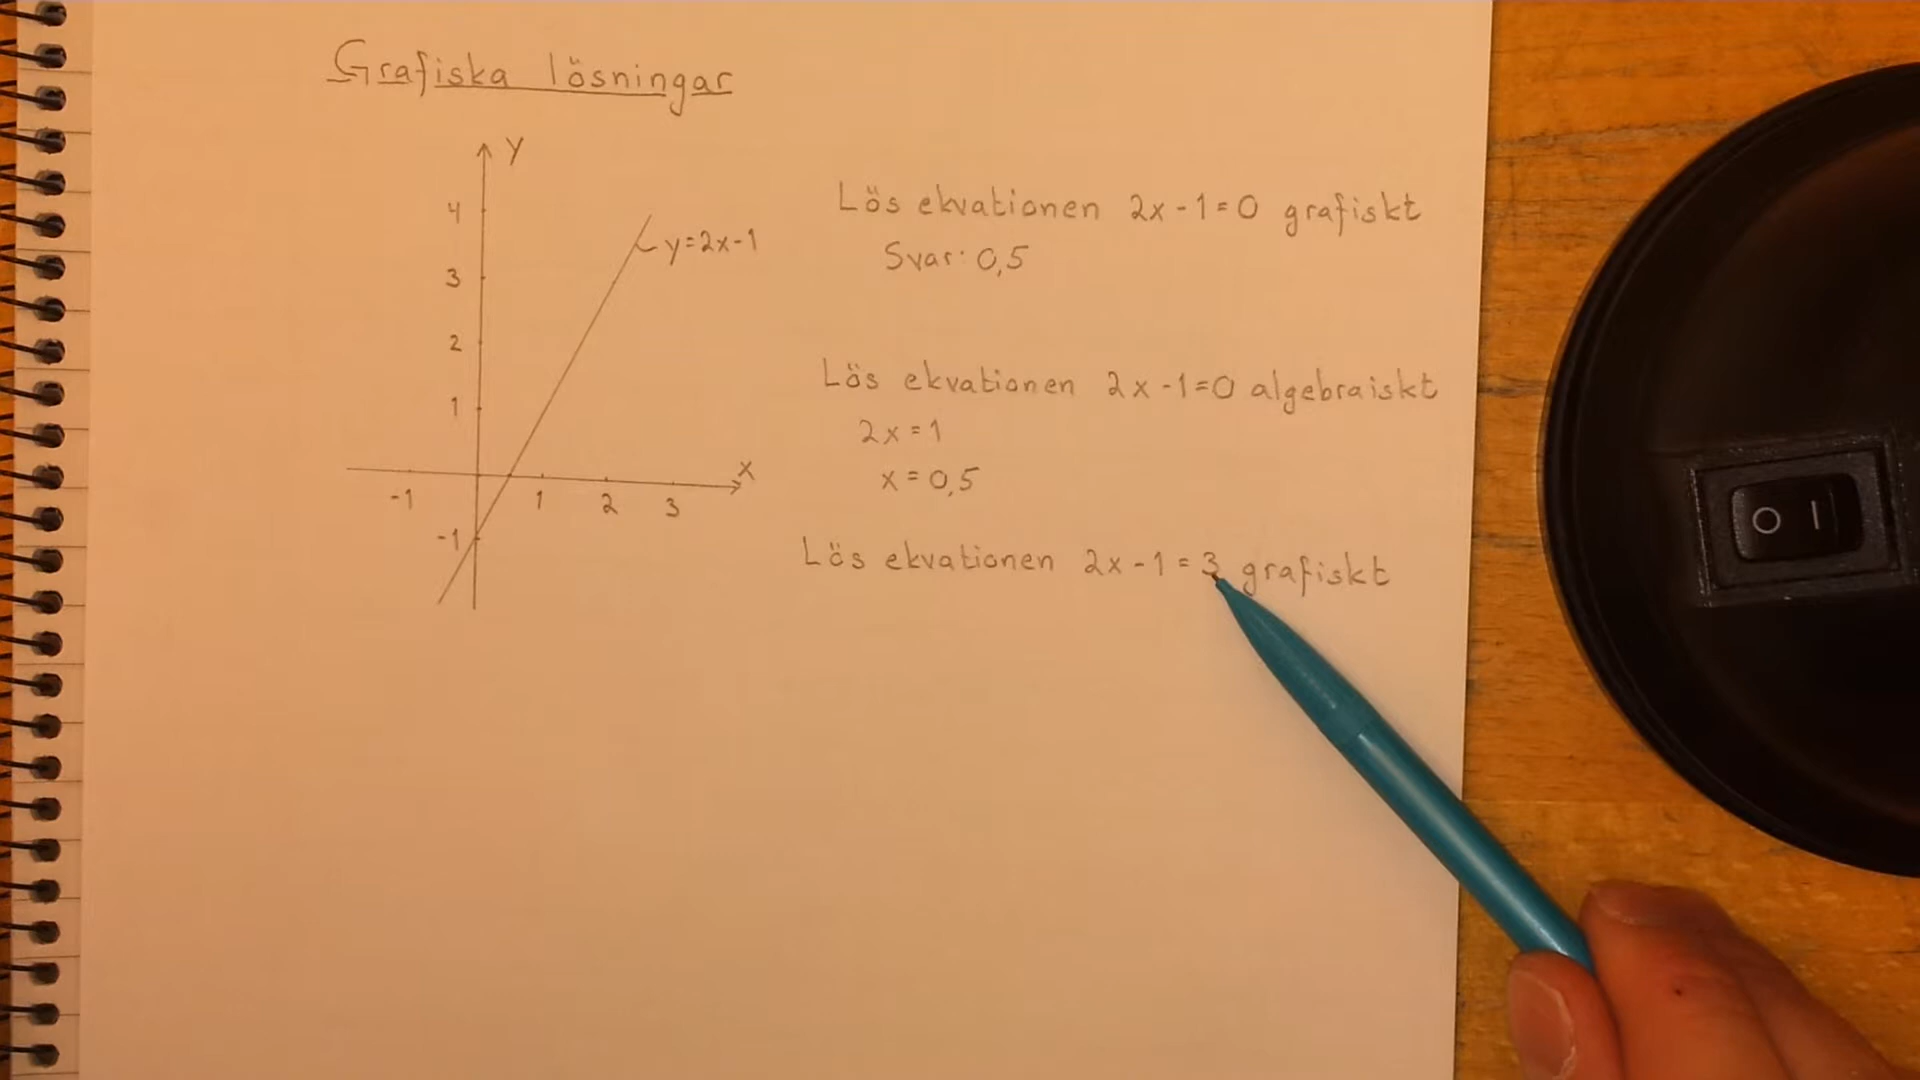 Grafiska lösningar
y
4
y=2x-1
3
2
1
x
-1 1 2 3
-1
Lös ekvationen 2x-1=0 grafiskt
Svar: 0,5
Lös ekvationen 2x-1=0 algebraiskt
2x=1
x=0,5
Lös ekvationen 2x-1=3 grafiskt
O I